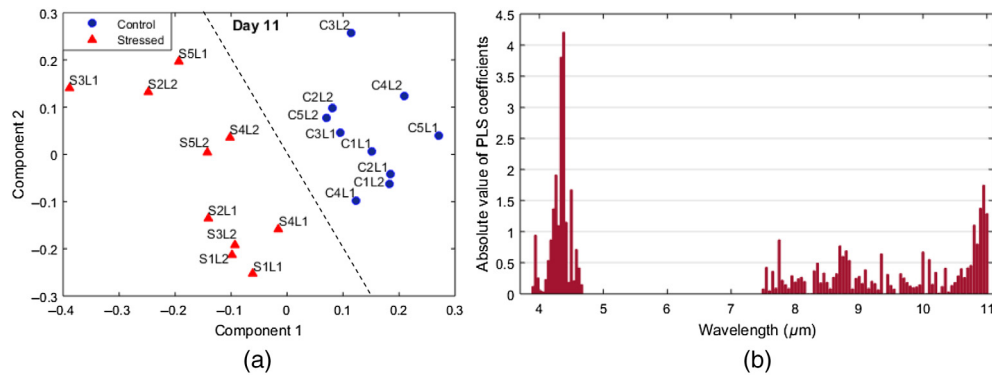 Control
Stressed
Day 11
C3L2
S5L1
S3L1
S2L2
C4L2
C2L2
C5L2
S4L2
C3L1
C5L1
S5L2
C1L1
C2L1
C1L2
C4L1
S2L1
S4L1
S3L2
S1L2
S1L1
0.3
0.2
0.1
0
−0.1
−0.2
−0.3
Component 2
−0.4 −0.3 −0.2 −0.1 0 0.1 0.2 0.3
Component 1
(a)
4.5
4
3.5
3
2.5
2
1.5
1
0.5
0
Absolute value of PLS coefficients
4 5 6 7 8 9 10 11
Wavelength (µm)
(b)